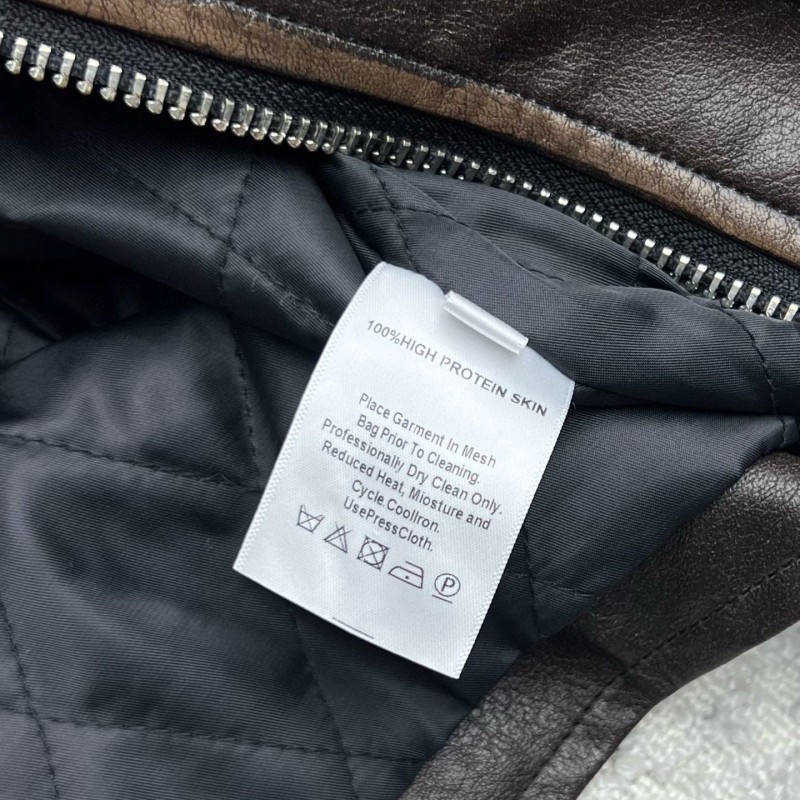 100%HIGH PROTEIN SKIN
Place Garment In Mesh
Bag Prior To Cleaning.
Professionally Dry Clean Only.
Reduced Heat, Miosture and
Cycle.CoolIron.
UsePressCloth.
P